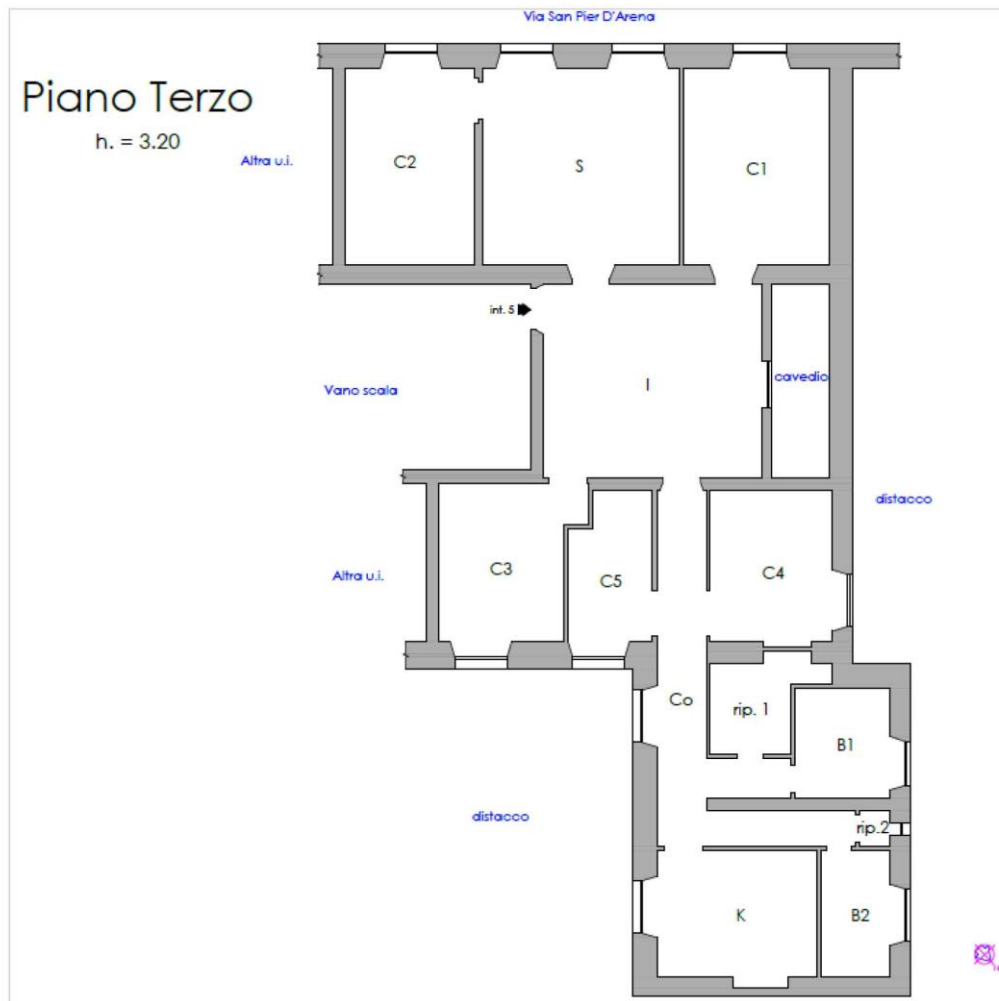 Via San Pier D'Arena
Piano Terzo
h. = 3.20
Altra u.i.
C2
S
C1
int. 5
Vano scala
I
cavedio
distacco
Altra u.i.
C3
C5
C4
Co
rip. 1
B1
distacco
rip.2
K
B2